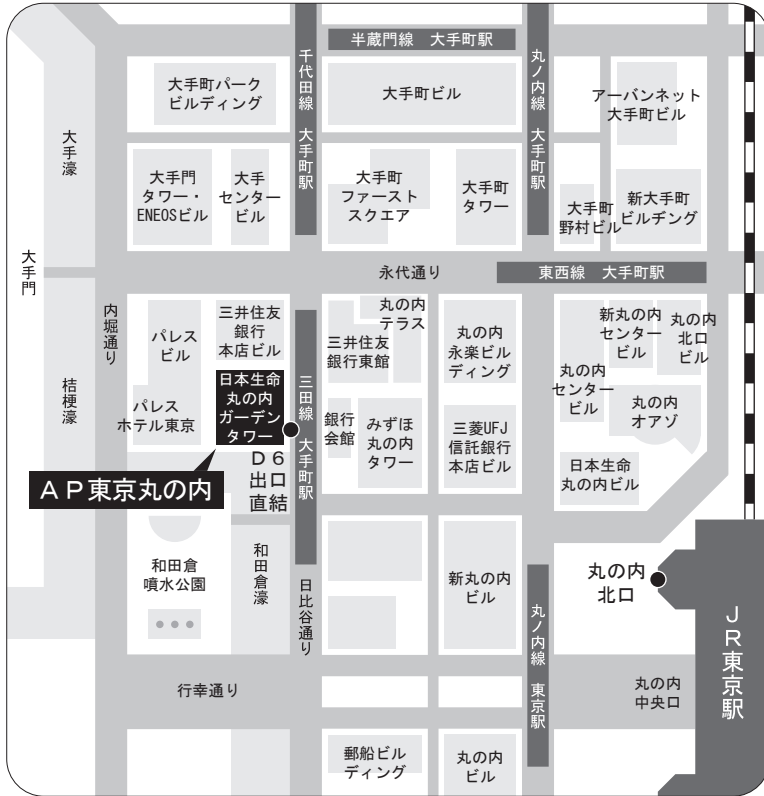 半蔵門線 大手町駅
千代田線 大手町駅
丸ノ内線 大手町駅
大手町パーク
ビルディング
大手町ビル
アーバンネット
大手町ビル
大手濠
大手門
タワー・
ENEOSビル
大手
センター
ビル
大手町
ファースト
スクエア
大手町
タワー
大手町
野村ビル
新大手町
ビルヂング
大手門
永代通り
東西線 大手町駅
内堀通り
パレス
ビル
三井住友
銀行
本店ビル
三井住友
銀行東館
丸の内
テラス
丸の内
永楽ビル
ディング
丸の内
センター
ビル
新丸の内
センター
ビル
丸の内
北口
ビル
桔梗濠
パレス
ホテル東京
日本生命
丸の内
ガーデン
タワー
三田線 大手町駅
銀行
会館
みずほ
丸の内
タワー
三菱UFJ
信託銀行
本店ビル
丸の内
オアゾ
日本生命
丸の内ビル
D6
出口
直結
AP東京丸の内
和田倉
噴水公園
和田倉濠
日比谷通り
新丸の内
ビル
丸ノ内線 東京駅
丸の内
北口
JR東京駅
行幸通り
丸の内
中央口
郵船ビル
ディング
丸の内
ビル